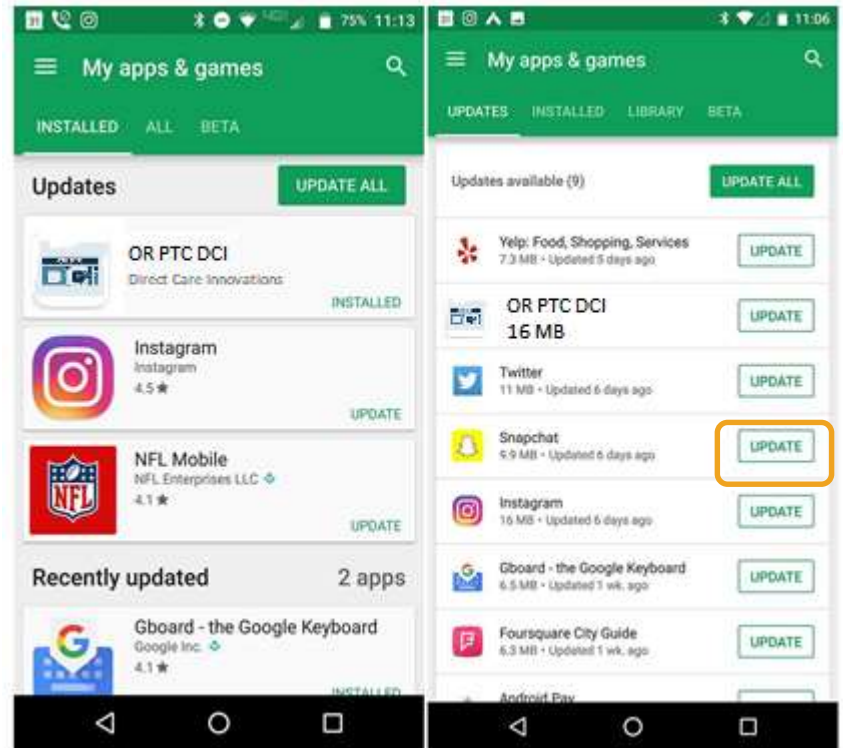 75% 11:13
My apps & games
INSTALLED ALL BETA
Updates
UPDATE ALL
OR PTC DCI
Direct Care Innovations
INSTALLED
Instagram
Instagram
4.5★
UPDATE
NFL
NFL Mobile
NFL Enterprises LLC
4.1★
UPDATE
Recently updated 2 apps
G
Gboard - the Google Keyboard
Google Inc.
4.1★
INSTALLED
11:06
My apps & games
UPDATES INSTALLED LIBRARY BETA
Updates available (9)
UPDATE ALL
Yelp: Food, Shopping, Services
7.3 MB • Updated 5 days ago
UPDATE
OR PTC DCI
16 MB
UPDATE
Twitter
11 MB • Updated 6 days ago
UPDATE
Snapchat
9.9 MB • Updated 6 days ago
UPDATE
Instagram
16 MB • Updated 6 days ago
UPDATE
Gboard - the Google Keyboard
6.5 MB • Updated 1 wk. ago
UPDATE
Foursquare City Guide
6.3 MB • Updated 1 wk. ago
UPDATE
Android Pay